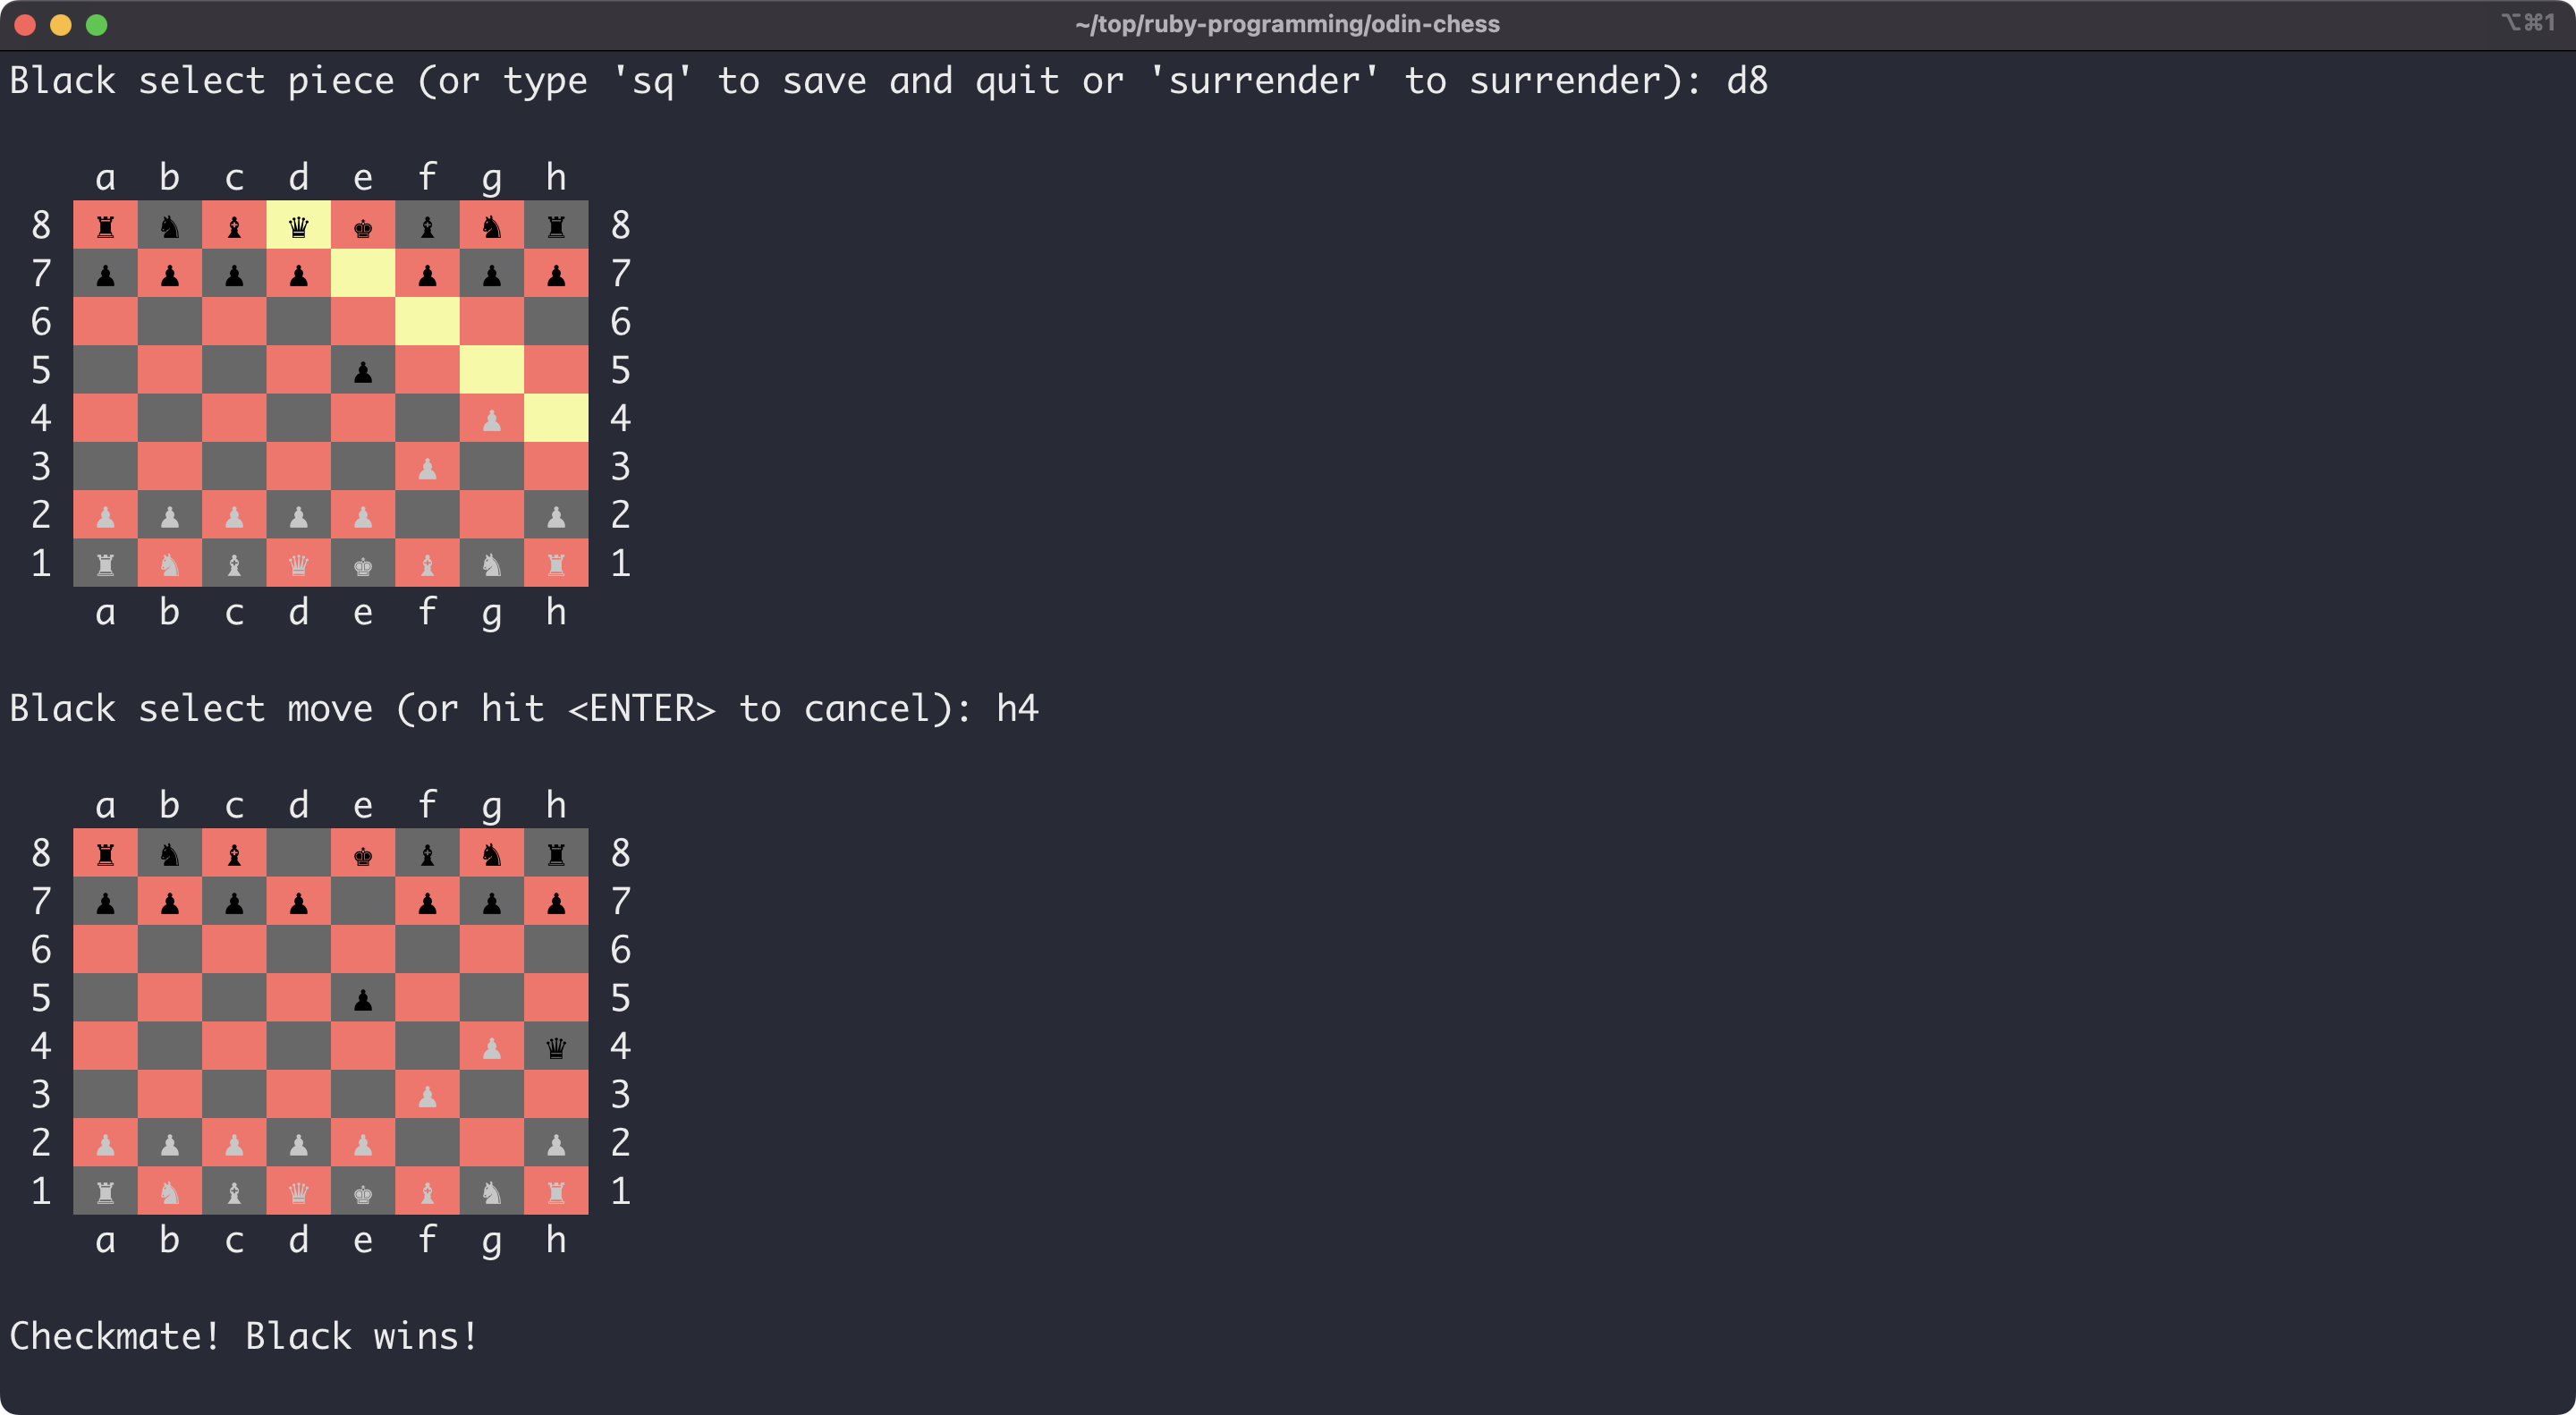 ~/top/ruby-programming/odin-chess ⌥⌘1
Black select piece (or type 'sq' to save and quit or 'surrender' to surrender): d8
a b c d e f g h
8 ♜ ♞ ♝ ♛ ♚ ♝ ♞ ♜ 8
7 ♟ ♟ ♟ ♟ ♟ ♟ ♟ 7
6 6
5 ♟ 5
4 ♟ 4
3 ♟ 3
2 ♟ ♟ ♟ ♟ ♟ ♟ 2
1 ♜ ♞ ♝ ♛ ♚ ♝ ♞ ♜ 1
a b c d e f g h
Black select move (or hit <ENTER> to cancel): h4
a b c d e f g h
8 ♜ ♞ ♝ ♚ ♝ ♞ ♜ 8
7 ♟ ♟ ♟ ♟ ♟ ♟ ♟ 7
6 6
5 ♟ 5
4 ♟ ♛ 4
3 ♟ 3
2 ♟ ♟ ♟ ♟ ♟ ♟ 2
1 ♜ ♞ ♝ ♛ ♚ ♝ ♞ ♜ 1
a b c d e f g h
Checkmate! Black wins!